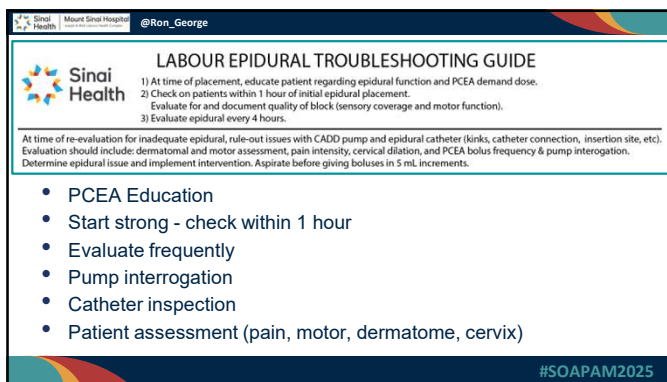 Sinai Health
Mount Sinai Hospital
@Ron_George
#SOAPAM2025
Sinai Health
LABOUR EPIDURAL TROUBLESHOOTING GUIDE
1) At time of placement, educate patient regarding epidural function and PCEA demand dose.
2) Check on patients within 1 hour of initial epidural placement.
Evaluate for and document quality of block (sensory coverage and motor function).
3) Evaluate epidural every 4 hours.
At time of re-evaluation for inadequate epidural, rule-out issues with CADD pump and epidural catheter (kinks, catheter connection, insertion site, etc).
Evaluation should include: dermatomal and motor assessment, pain intensity, cervical dilation, and PCEA bolus frequency & pump interogation.
Determine epidural issue and implement intervention. Aspirate before giving boluses in 5 mL increments.
• PCEA Education
• Start strong - check within 1 hour
• Evaluate frequently
• Pump interrogation
• Catheter inspection
• Patient assessment (pain, motor, dermatome, cervix)
#SOAPAM2025